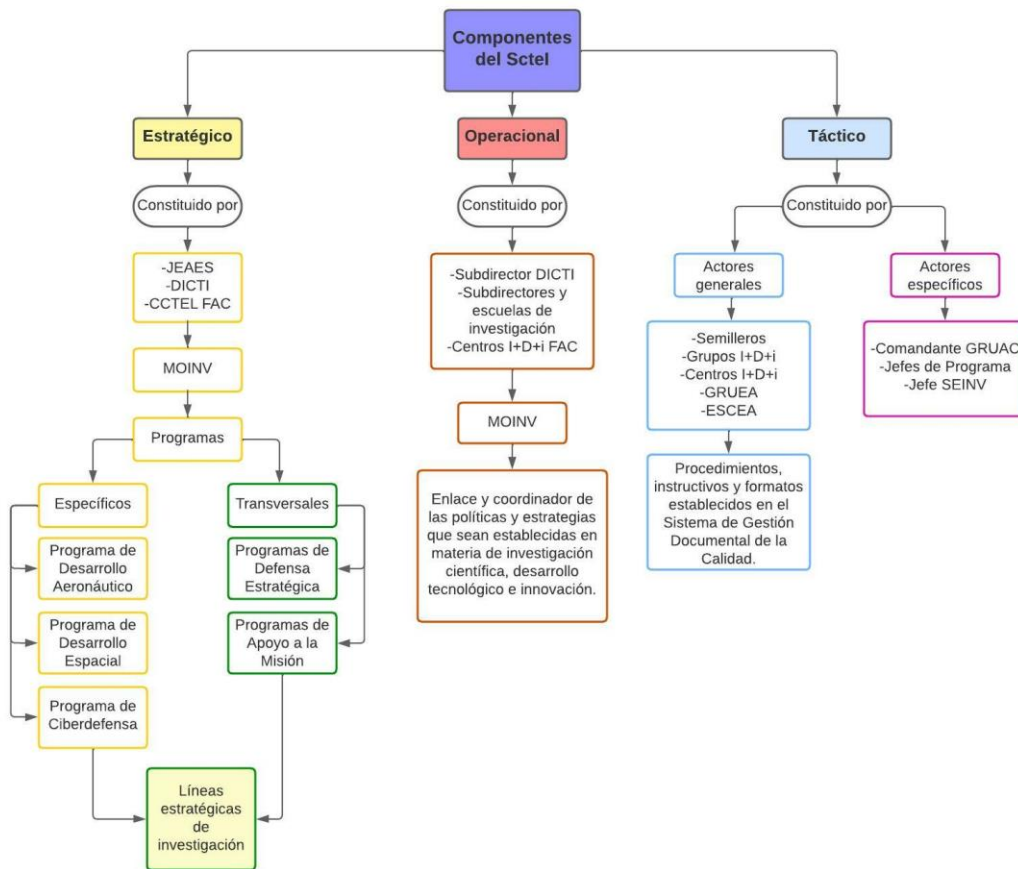 Componentes
del Sctel
Estratégico
Operacional
Táctico
Constituido por
Constituido por
Constituido por
-JEAES
-DICTI
-CCTEL FAC
MOINV
Programas
Específicos
Programa de
Desarrollo
Aeronáutico
Programa de
Desarrollo
Espacial
Programa de
Ciberdefensa
Transversales
Programas de
Defensa
Estratégica
Programas de
Apoyo a la
Misión
Líneas
estratégicas
de
investigación
-Subdirector DICTI
-Subdirectores y
escuelas de
investigación
-Centros I+D+i FAC
MOINV
Enlace y coordinador de
las políticas y estrategias
que sean establecidas en
materia de investigación
científica, desarrollo
tecnológico e innovación.
Actores
generales
-Semilleros
-Grupos I+D+i
-Centros I+D+i
-GRUEA
-ESCEA
Procedimientos,
instructivos y formatos
establecidos en el
Sistema de Gestión
Documental de la
Calidad.
Actores
específicos
-Comandante GRUAC
-Jefes de Programa
-Jefe SEINV